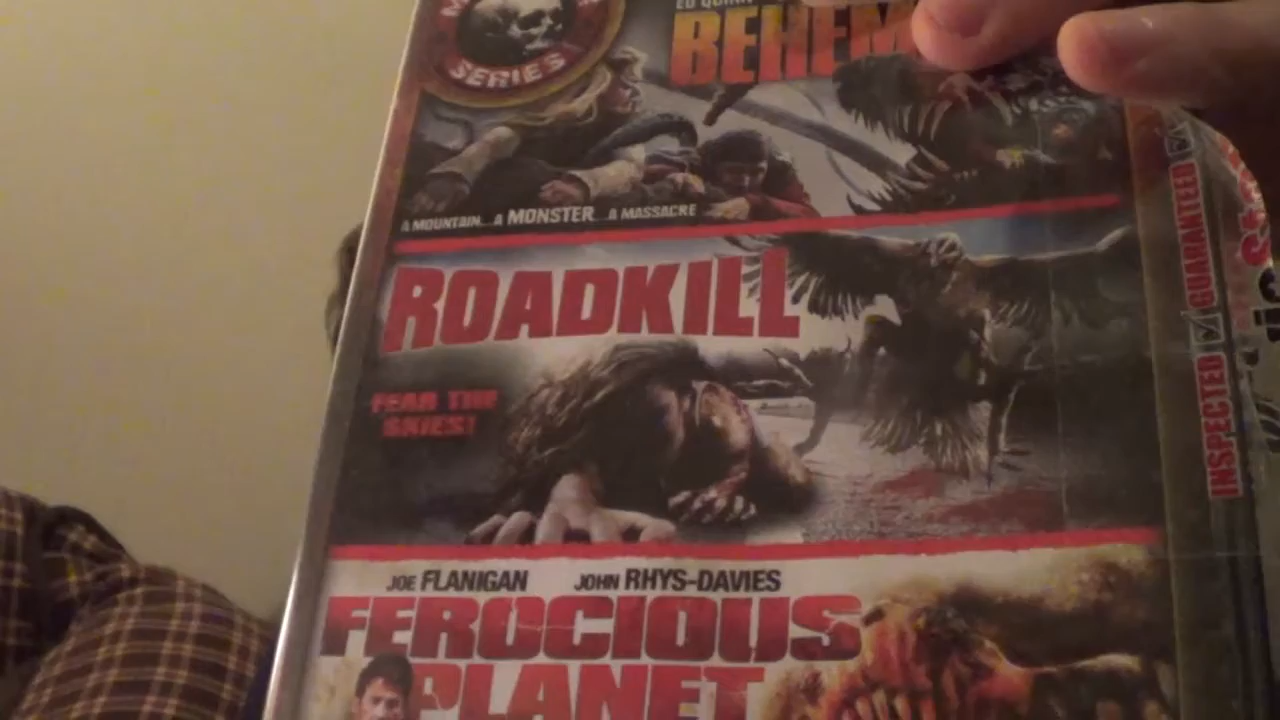 SERIES
BEHEM
A MOUNTAIN...A MONSTER...A MASSACRE
ROADKILL
FEAR THE
SKIES!
JOE FLANIGAN JOHN RHYS-DAVIES
FEROCIOUS
PLANET
INSPECTED GUARANTEED